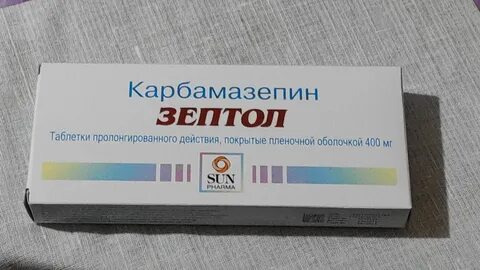 Карбамазепин
ЗЕПТОЛ
Таблетки пролонгированного действия, покрытые пленочной оболочкой 400 мг
SUN
PHARMA